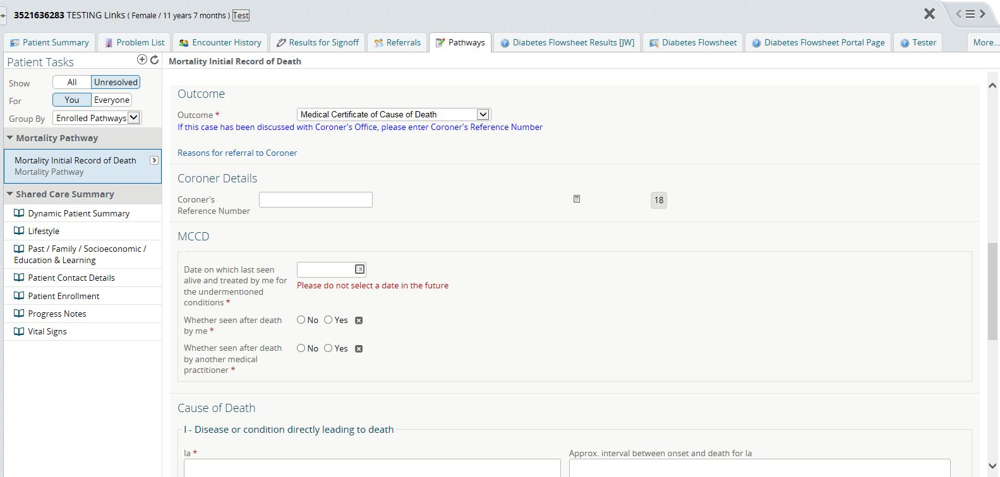 3521636283 TESTING Links ( Female / 11 years 7 months ) Test
Patient Summary Problem List Encounter History Results for Signoff Referrals Pathways Diabetes Flowsheet Results [JW] Diabetes Flowsheet Diabetes Flowsheet Portal Page Tester More...
Patient Tasks
Show All Unresolved
For You Everyone
Group By Enrolled Pathways
Mortality Pathway
Mortality Initial Record of Death
Mortality Pathway
Shared Care Summary
Dynamic Patient Summary
Lifestyle
Past / Family / Socioeconomic /
Education & Learning
Patient Contact Details
Patient Enrollment
Progress Notes
Vital Signs
Mortality Initial Record of Death
Outcome
Outcome * Medical Certificate of Cause of Death
If this case has been discussed with Coroner's Office, please enter Coroner's Reference Number
Reasons for referral to Coroner
Coroner Details
Coroner's
Reference Number
18
MCCD
Date on which last seen
alive and treated by me for
the undermentioned
conditions *
Please do not select a date in the future
Whether seen after death
by me *
No Yes
Whether seen after death
by another medical
practitioner *
No Yes
Cause of Death
I - Disease or condition directly leading to death
Ia *
Approx. interval between onset and death for Ia